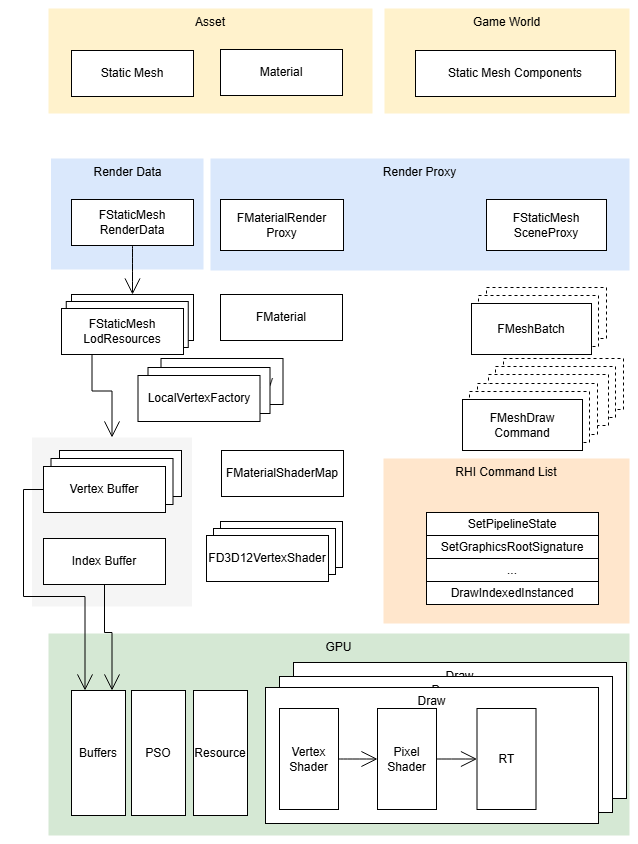 Asset
Game World
Static Mesh
Material
Static Mesh Components
Render Data
Render Proxy
FStaticMesh
RenderData
FMaterialRender
Proxy
FStaticMesh
SceneProxy
FStaticMesh
LodResources
FMaterial
FMeshBatch
LocalVertexFactory
FMeshDraw
Command
Vertex Buffer
FMaterialShaderMap
RHI Command List
SetPipelineState
SetGraphicsRootSignature
...
DrawIndexedInstanced
Index Buffer
FD3D12VertexShader
GPU
Draw
Draw
Buffers
PSO
Resource
Vertex
Shader
Pixel
Shader
RT